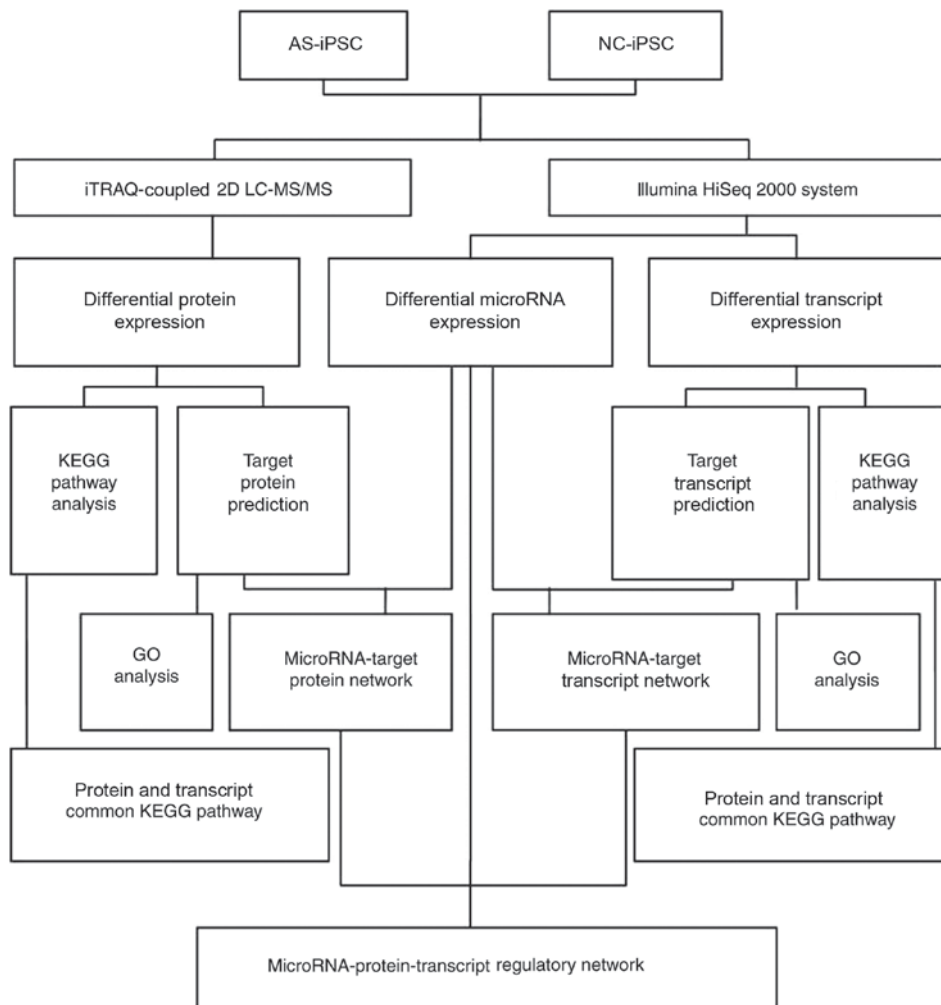 AS-iPSC
NC-iPSC
iTRAQ-coupled 2D LC-MS/MS
Illumina HiSeq 2000 system
Differential protein
expression
Differential microRNA
expression
Differential transcript
expression
KEGG
pathway
analysis
Target
protein
prediction
Target
transcript
prediction
KEGG
pathway
analysis
GO
analysis
MicroRNA-target
protein network
MicroRNA-target
transcript network
GO
analysis
Protein and transcript
common KEGG pathway
Protein and transcript
common KEGG pathway
MicroRNA-protein-transcript regulatory network